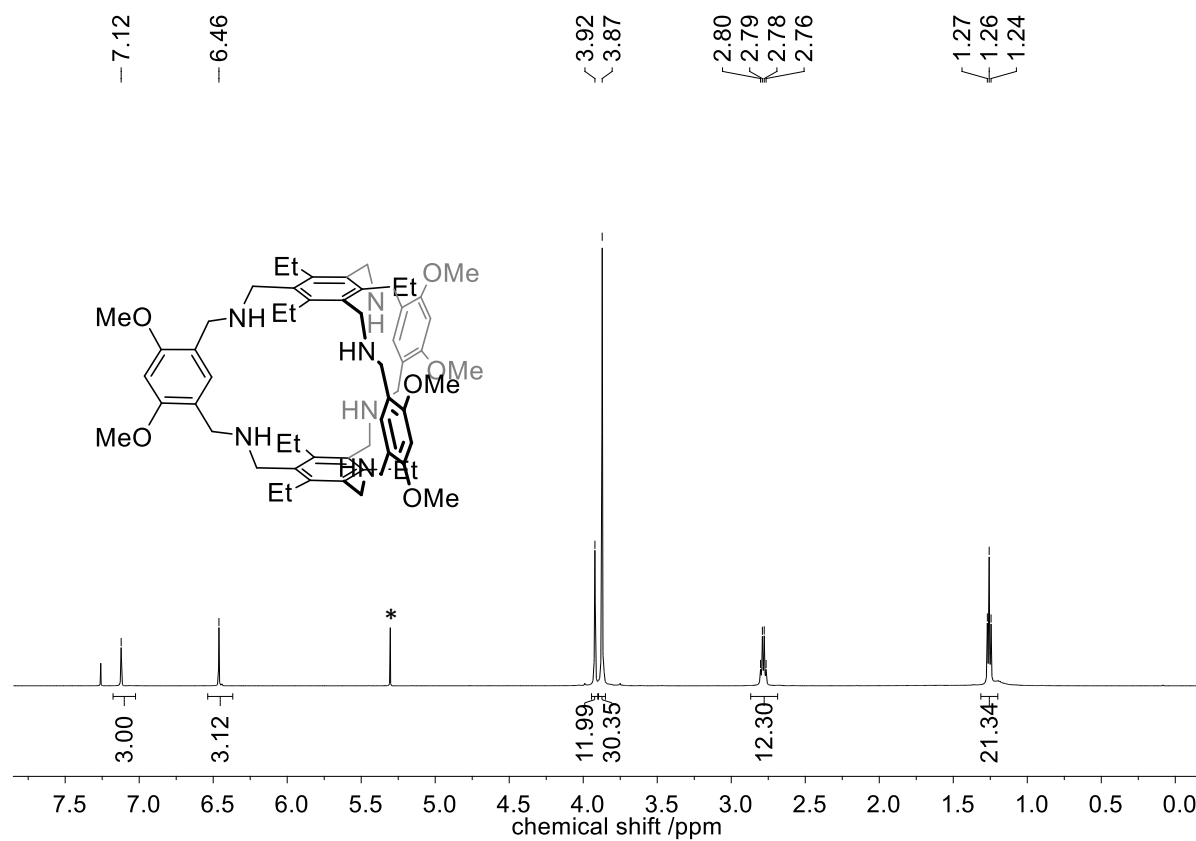 7.12
6.46
3.92
3.87
2.80
2.79
2.78
2.76
1.27
1.26
1.24
Et
OMe
Et
N
H
Et
MeO
NH
HN
OMe
OMe
HN
MeO
NH
Et
HN
Et
Et
OMe
*
3.00
3.12
11.99
30.35
12.30
21.34
7.5 7.0 6.5 6.0 5.5 5.0 4.5 4.0 3.5 3.0 2.5 2.0 1.5 1.0 0.5 0.0
chemical shift /ppm